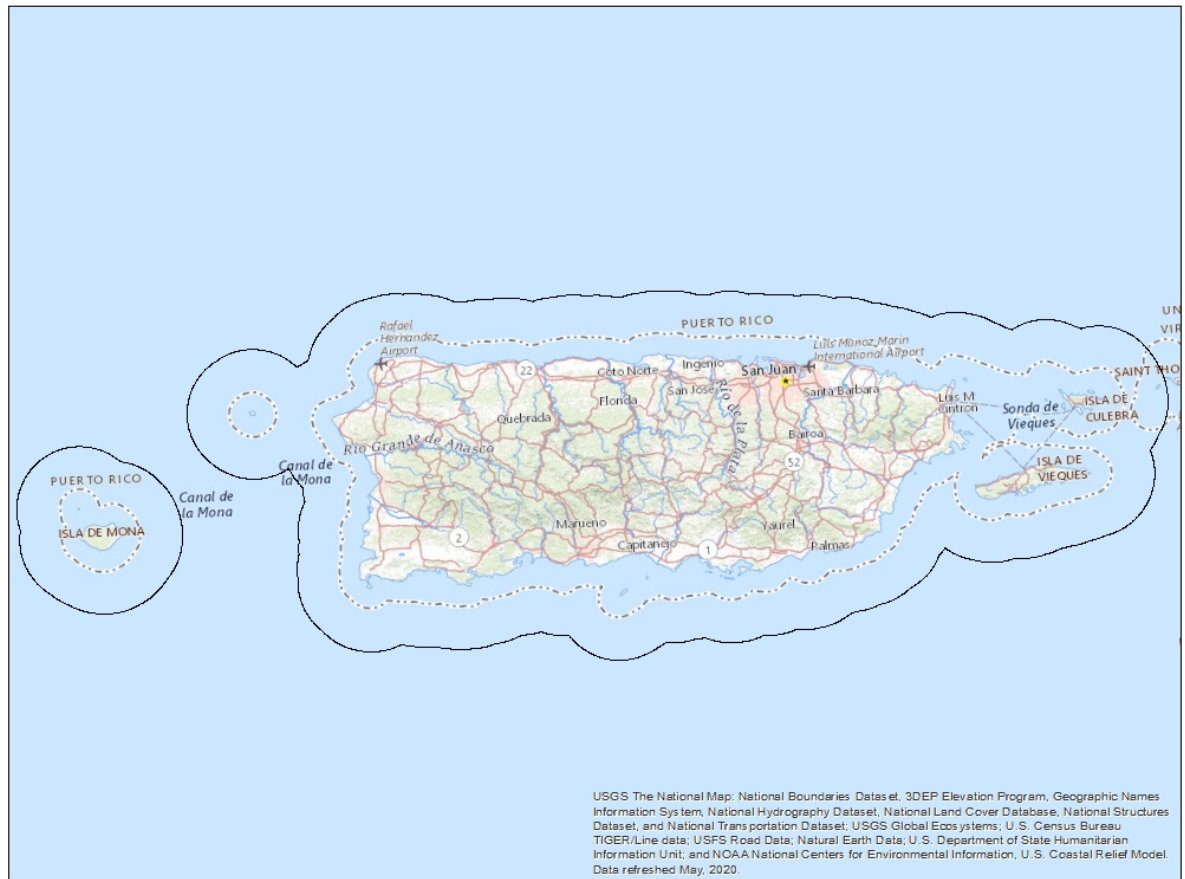 UN
VIR
PUERTO RICO
Rafael
Hernandez
Airport
Luis Munoz Marin
International Airport
22
Coto Norte
Ingenio
San Juan
SAINT THO
San Jose
Santa Barbara
Florida
Luis M
Cintron
ISLA DE
CULEBRA
Quebrada
Sonda de
Vieques
Río de la Plata
Bairoa
Río Grande de Anasco
52
ISLA DE
VIEQUES
Canal de
la Mona
PUERTO RICO
Canal de
la Mona
ISLA DE MONA
Marueno
Yaurel
2
Capitanejo
1
Palmas
USGS The National Map: National Boundaries Dataset, 3DEP Elevation Program, Geographic Names
Information System, National Hydrography Dataset, National Land Cover Database, National Structures
Dataset, and National Transportation Dataset; USGS Global Ecosystems; U.S. Census Bureau
TIGER/Line data; USFS Road Data; Natural Earth Data; U.S. Department of State Humanitarian
Information Unit; and NOAA National Centers for Environmental Information, U.S. Coastal Relief Model.
Data refreshed May, 2020.